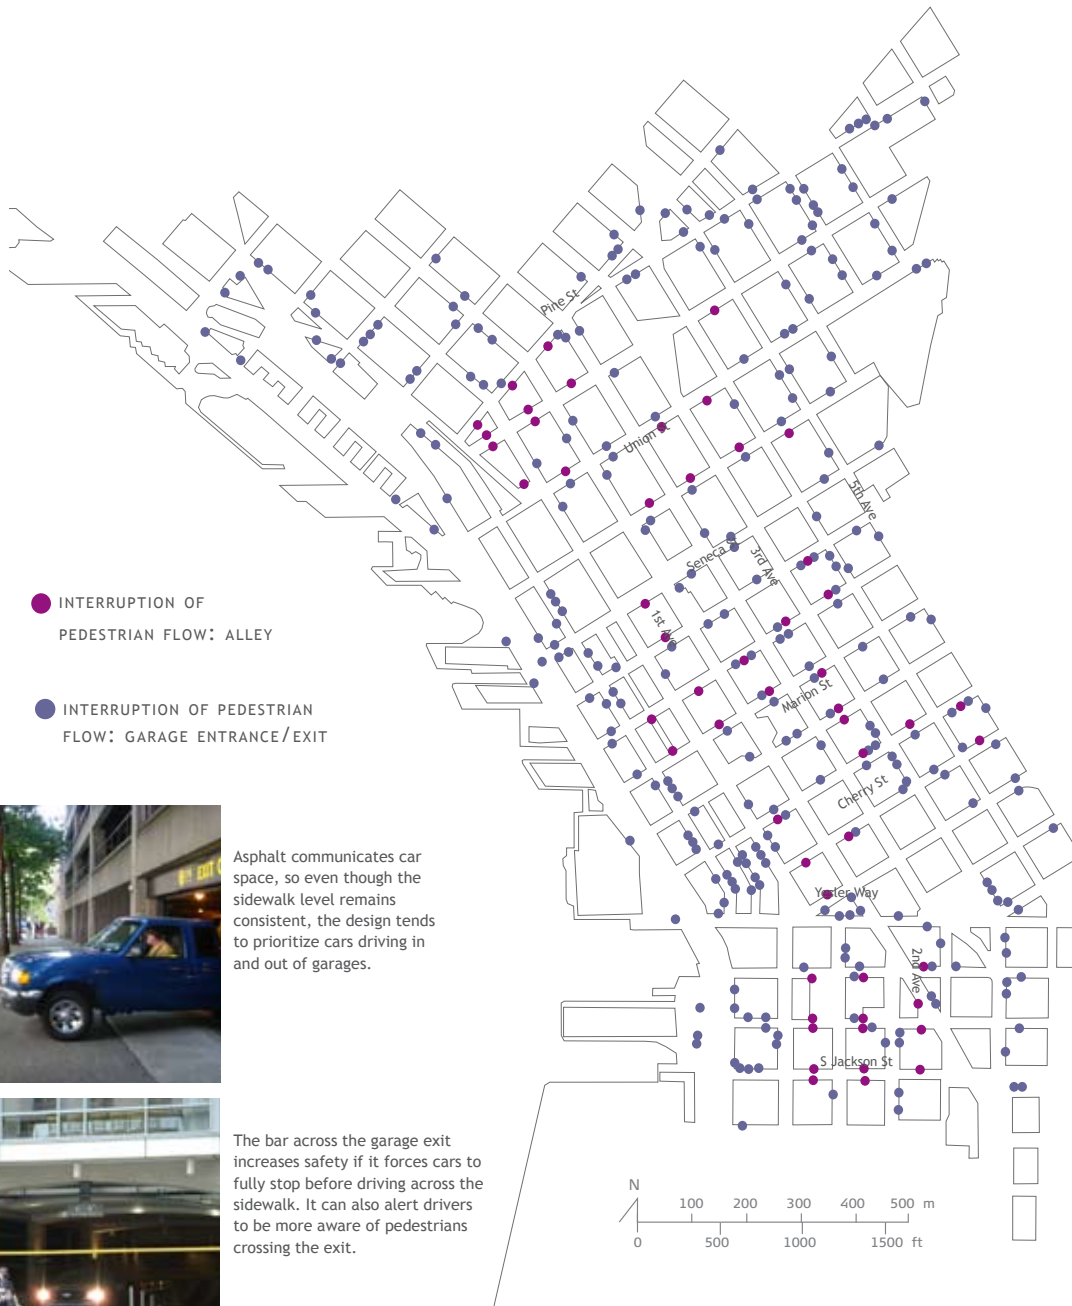 Pine St
Union St
5th Ave
Seneca
3rd Ave
1st Ave
INTERRUPTION OF
PEDESTRIAN FLOW: ALLEY
Marion St
INTERRUPTION OF PEDESTRIAN
FLOW: GARAGE ENTRANCE/EXIT
Cherry St
EXIT
Asphalt communicates car
space, so even though the
sidewalk level remains
consistent, the design tends
to prioritize cars driving in
and out of garages.
Yesler Way
2nd Ave
S Jackson St
The bar across the garage exit
increases safety if it forces cars to
fully stop before driving across the
sidewalk. It can also alert drivers
to be more aware of pedestrians
crossing the exit.
N
100 200 300 400 500 m
0 500 1000 1500 ft